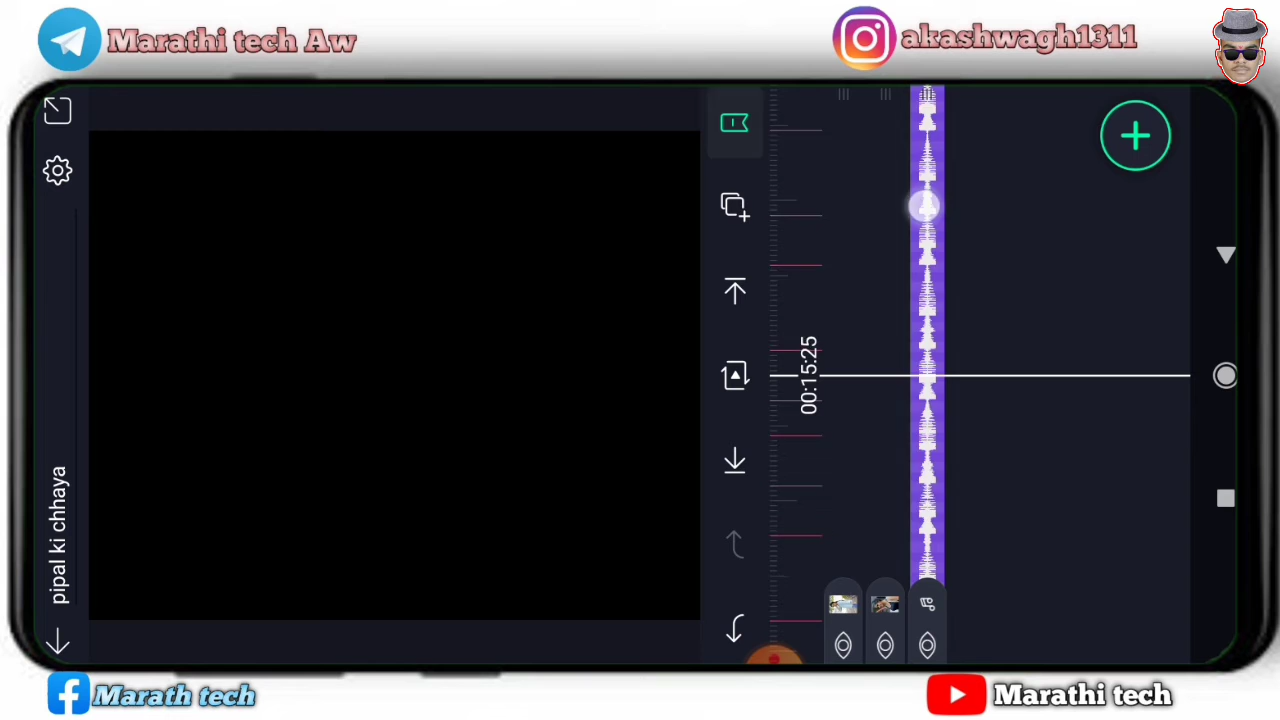 Marathi tech Aw
akashwagh1311
00:15:25
pipal ki chhaya
Marath tech
Marathi tech